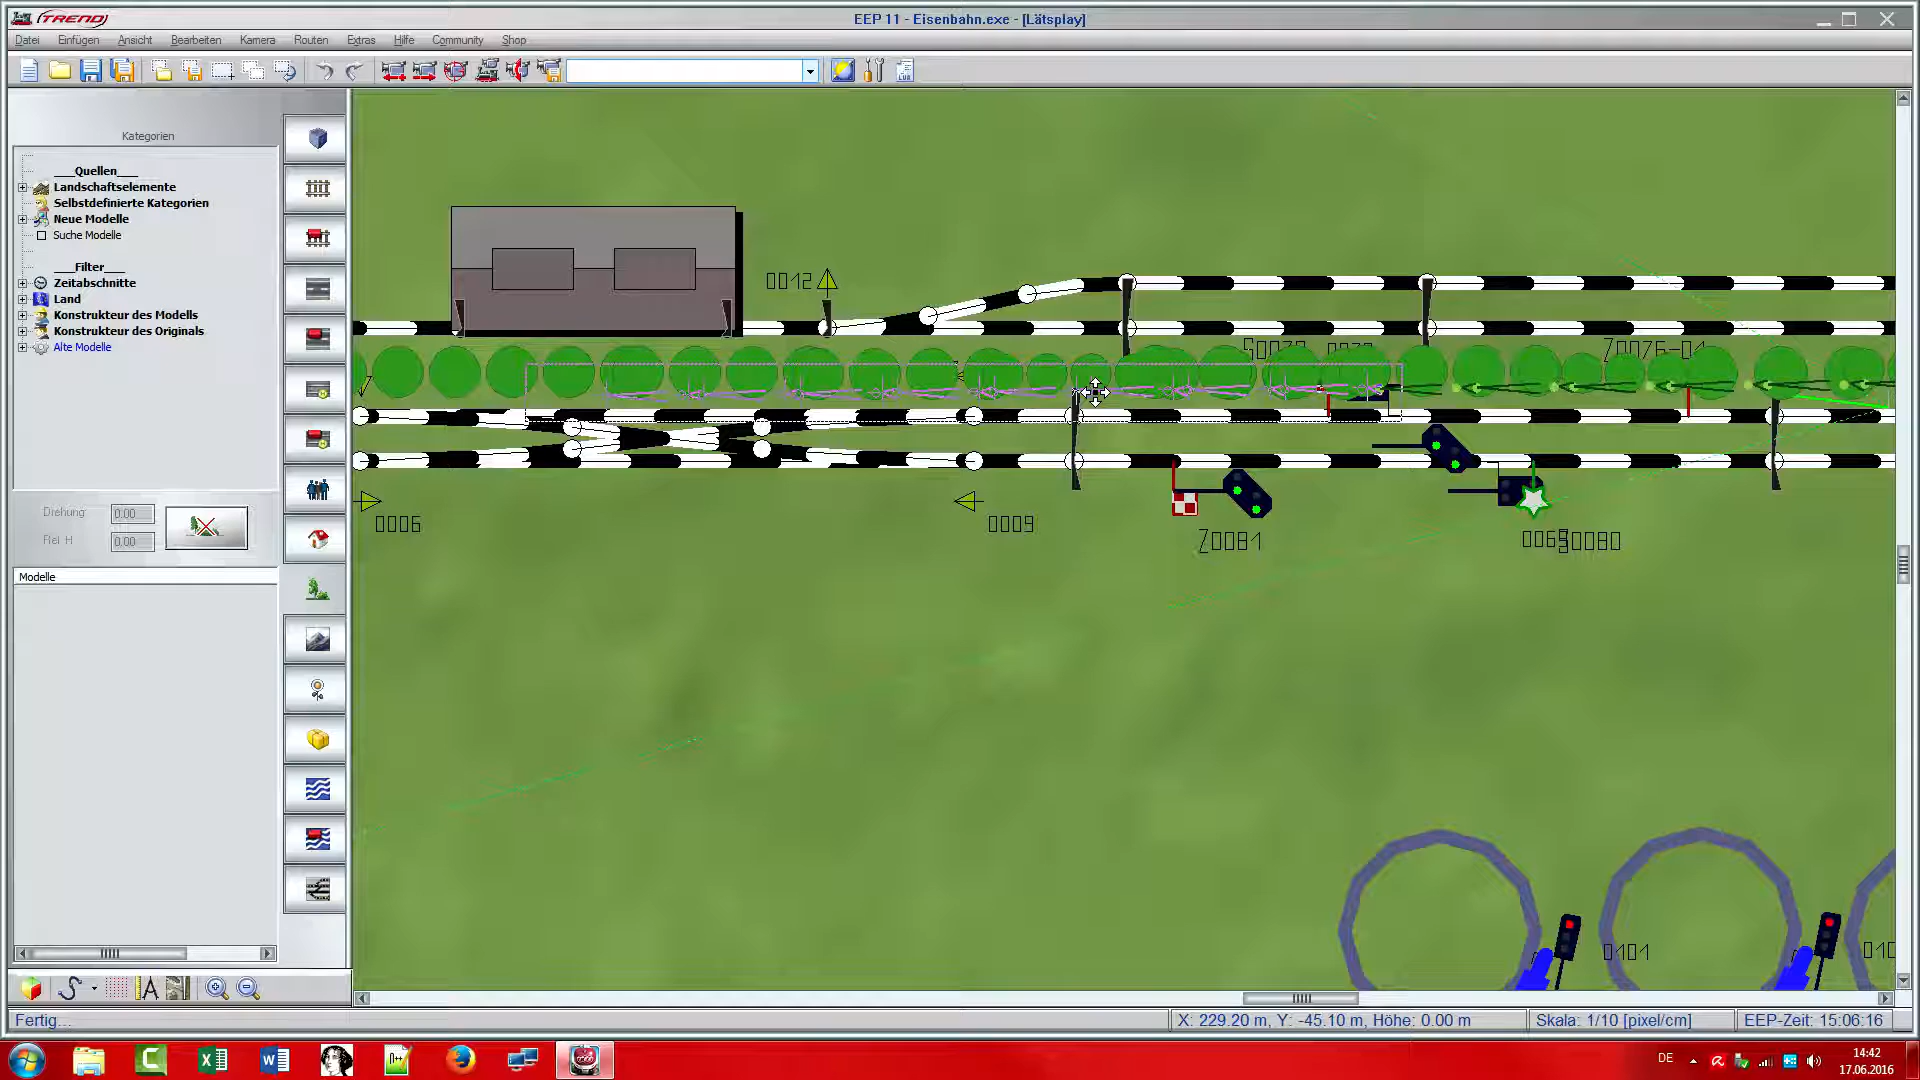 TREND
EEP 11 - Eisenbahn.exe - [Lätsplay]
Datei Einfügen Ansicht Bearbeiten Kamera Routen Extras Hilfe Community Shop
Kategorien
___Quellen___
Landschaftselemente
Selbstdefinierte Kategorien
Neue Modelle
Suche Modelle
___Filter___
Zeitabschnitte
Land
Konstrukteur des Modells
Konstrukteur des Originals
Alte Modelle
Drehung: 0.00
Rel H 0.00
Modelle
0012
0006
0009
Z0081
S0080
0101
Fertig...
X: 229.20 m, Y: -45.10 m, Höhe: 0.00 m
Skala: 1/10 [pixel/cm]
EEP-Zeit: 15:06:16
DE
14:42
17.06.2016